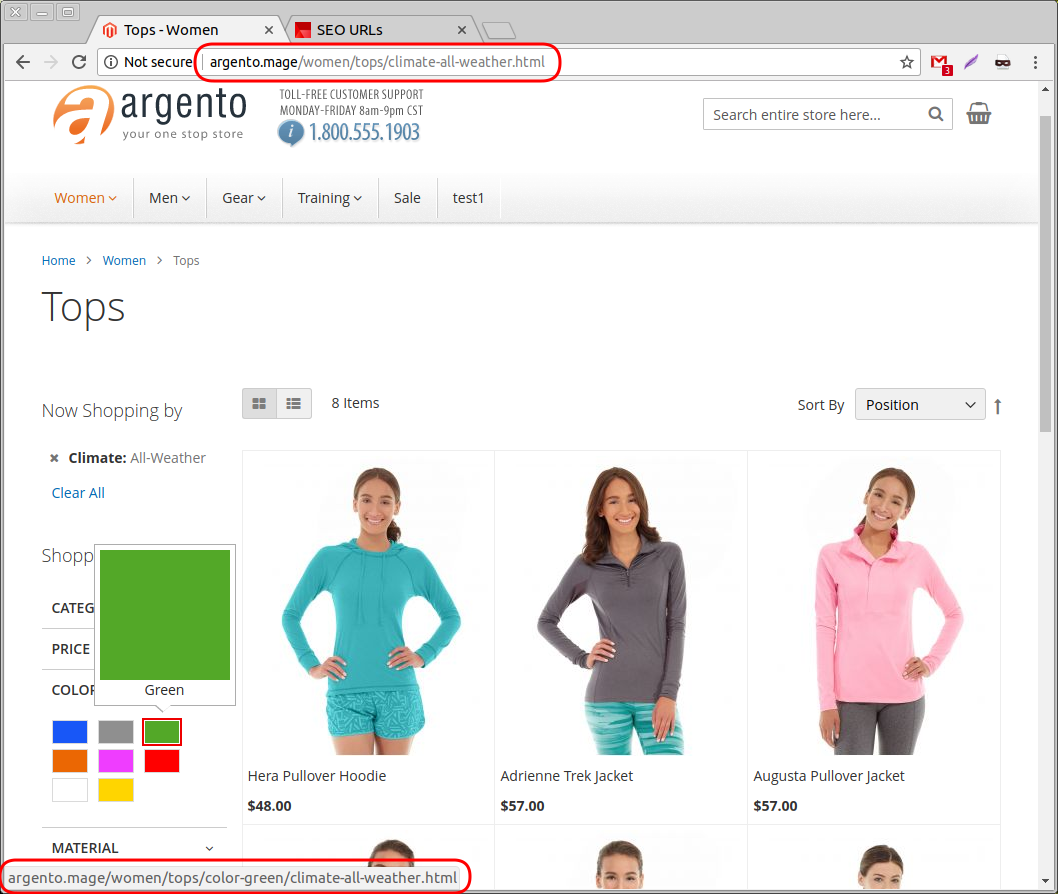 Tops - Women
SEO URLs
Not secure
argento.mage/women/tops/climate-all-weather.html
3
argento
your one stop store
TOLL-FREE CUSTOMER SUPPORT
MONDAY-FRIDAY 8am-9pm CST
i 1.800.555.1903
Search entire store here...
Women
Men
Gear
Training
Sale
test1
Home > Women > Tops
Tops
Now Shopping by
8 Items
Sort By
Position
Climate: All-Weather
Clear All
Shopp
CATEG
PRICE
COLOR
Green
Hera Pullover Hoodie
$48.00
Adrienne Trek Jacket
$57.00
Augusta Pullover Jacket
$57.00
MATERIAL
argento.mage/women/tops/color-green/climate-all-weather.html